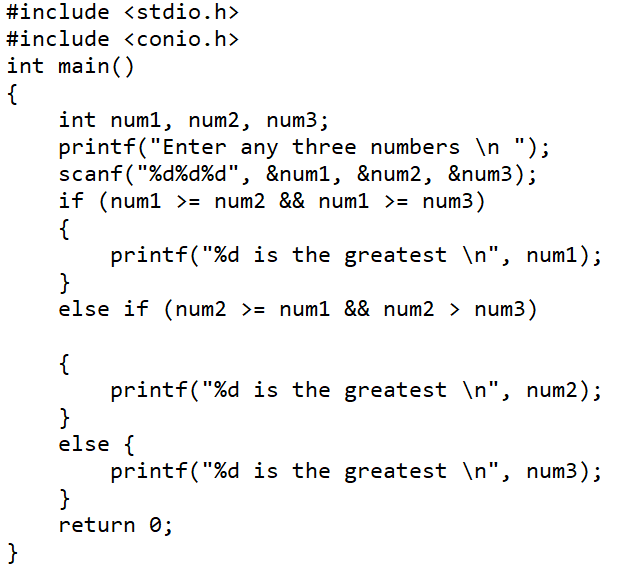 #include <stdio.h>
#include <conio.h>
int main()
{
    int num1, num2, num3;
    printf("Enter any three numbers \n ");
    scanf("%d%d%d", &num1, &num2, &num3);
    if (num1 >= num2 && num1 >= num3)
    {
        printf("%d is the greatest \n", num1);
    }
    else if (num2 >= num1 && num2 > num3)

    {
        printf("%d is the greatest \n", num2);
    }
    else {
        printf("%d is the greatest \n", num3);
    }
    return 0;
}